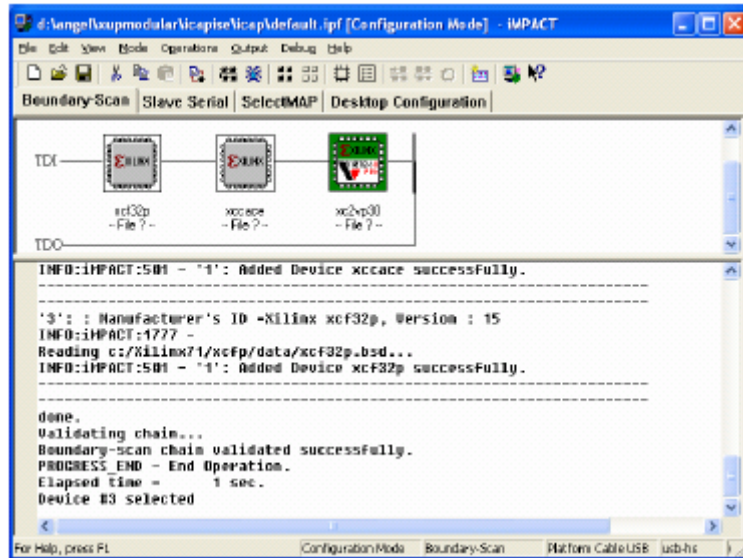 d:\angel\xupmodular\icapise\icap\default.ipf [Configuration Mode] - iMPACT
File Edit View Mode Operations Output Debug Help
Boundary-Scan Slave Serial SelectMAP Desktop Configuration
TDI
XILINX XILINX XILINX
xcf32p xccace xc2vp30
-- File ? -- -- File ? -- -- File ? --
TDO
INFO:iMPACT:501 - '1': Added Device xccace successfully.
----------------------------------------------------------------------
----------------------------------------------------------------------
'3': : Manufacturer's ID =Xilinx xcf32p, Version : 15
INFO:iMPACT:1777 -
Reading c:/Xilinx71/xcfp/data/xcf32p.bsd...
INFO:iMPACT:501 - '1': Added Device xcf32p successfully.
----------------------------------------------------------------------
----------------------------------------------------------------------
done.
Validating chain...
Boundary-scan chain validated successfully.
PROGRESS_END - End Operation.
Elapsed time =      1 sec.
Device #3 selected
For Help, press F1 Configuration Mode Boundary-Scan Platform Cable USB usb-hs